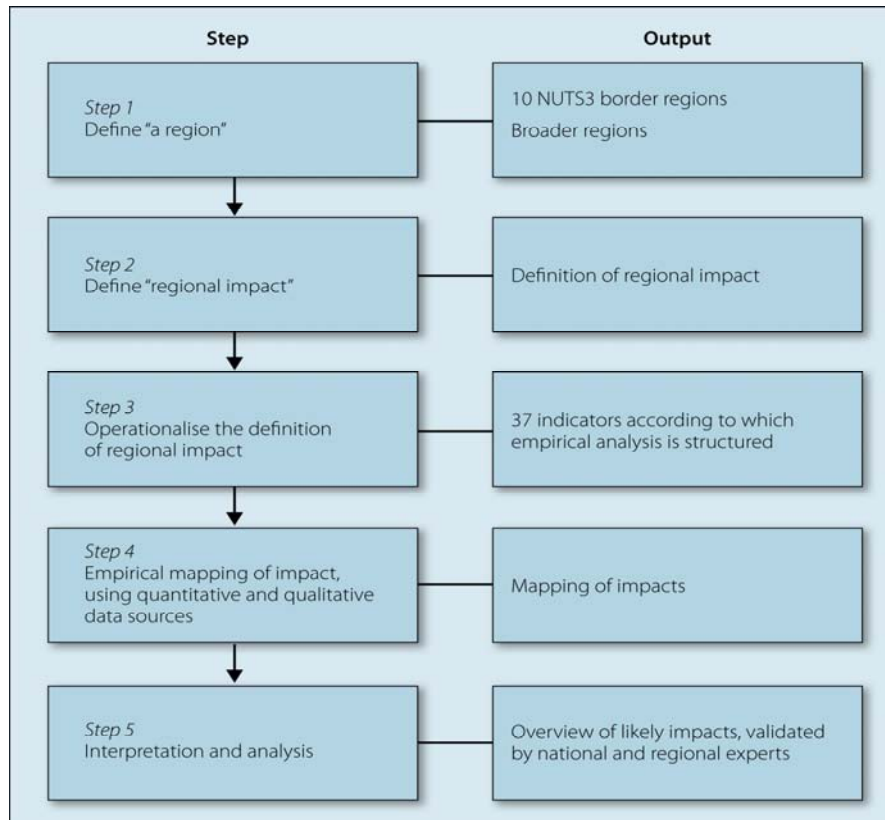 Step
Output
Step 1
Define "a region"
10 NUTS3 border regions
Broader regions
Step 2
Define "regional impact"
Definition of regional impact
Step 3
Operationalise the definition
of regional impact
37 indicators according to which
empirical analysis is structured
Step 4
Empirical mapping of impact,
using quantitative and qualitative
data sources
Mapping of impacts
Step 5
Interpretation and analysis
Overview of likely impacts, validated
by national and regional experts